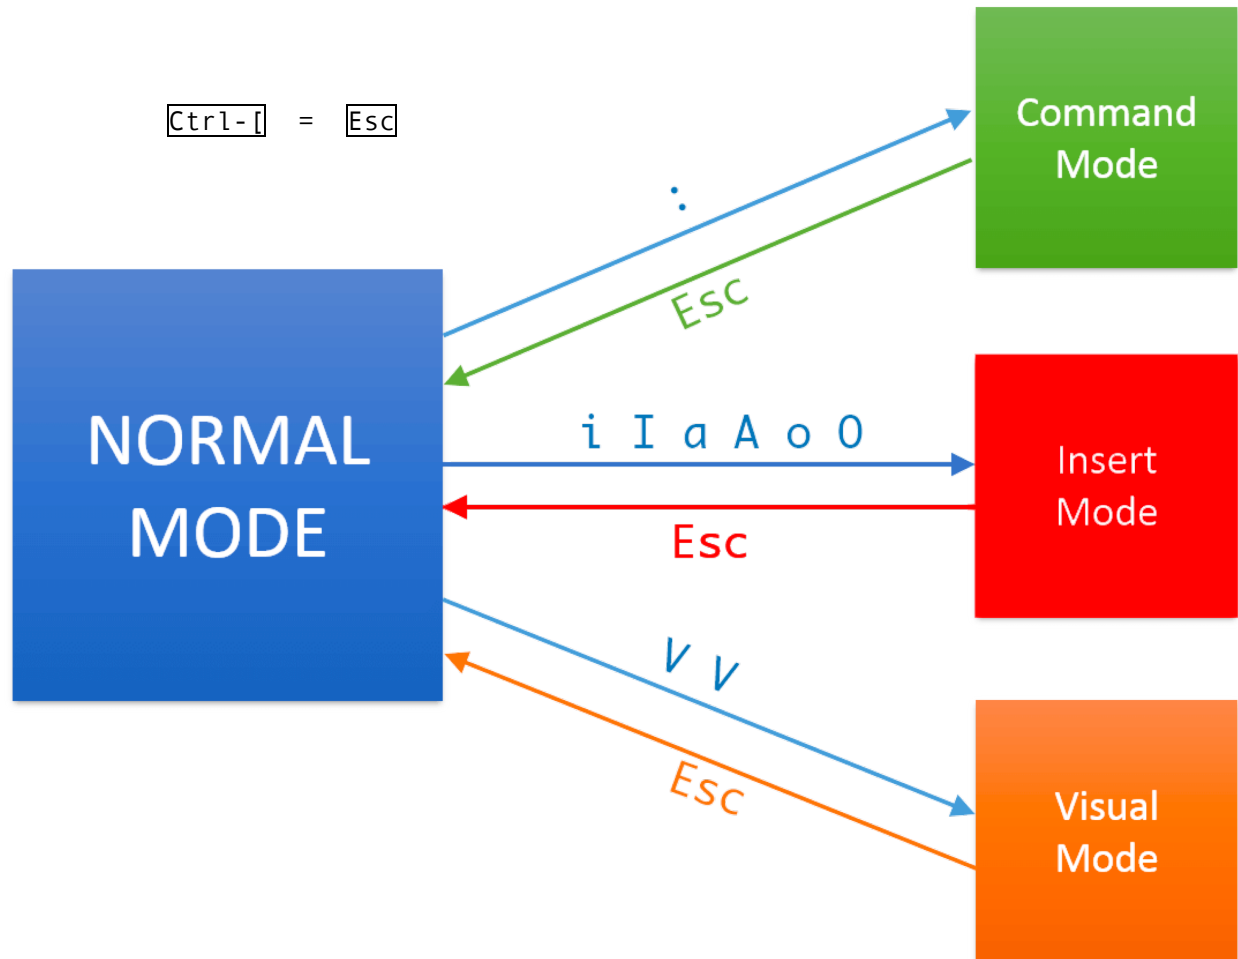 Ctrl-[ = Esc
Command
Mode
:
Esc
NORMAL
MODE
i I a A o O
Esc
Insert
Mode
V V
Esc
Visual
Mode